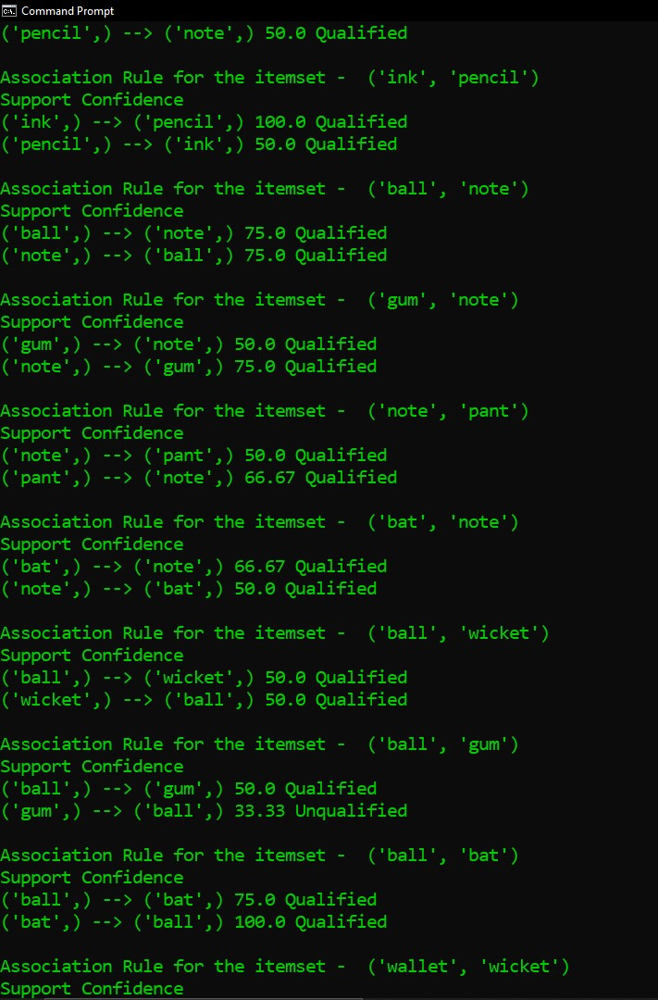 Command Prompt
('pencil',) --> ('note',) 50.0 Qualified
Association Rule for the itemset -  ('ink', 'pencil')
Support Confidence
('ink',) --> ('pencil',) 100.0 Qualified
('pencil',) --> ('ink',) 50.0 Qualified
Association Rule for the itemset -  ('ball', 'note')
Support Confidence
('ball',) --> ('note',) 75.0 Qualified
('note',) --> ('ball',) 75.0 Qualified
Association Rule for the itemset -  ('gum', 'note')
Support Confidence
('gum',) --> ('note',) 50.0 Qualified
('note',) --> ('gum',) 75.0 Qualified
Association Rule for the itemset -  ('note', 'pant')
Support Confidence
('note',) --> ('pant',) 50.0 Qualified
('pant',) --> ('note',) 66.67 Qualified
Association Rule for the itemset -  ('bat', 'note')
Support Confidence
('bat',) --> ('note',) 66.67 Qualified
('note',) --> ('bat',) 50.0 Qualified
Association Rule for the itemset -  ('ball', 'wicket')
Support Confidence
('ball',) --> ('wicket',) 50.0 Qualified
('wicket',) --> ('ball',) 50.0 Qualified
Association Rule for the itemset -  ('ball', 'gum')
Support Confidence
('ball',) --> ('gum',) 50.0 Qualified
('gum',) --> ('ball',) 33.33 Unqualified
Association Rule for the itemset -  ('ball', 'bat')
Support Confidence
('ball',) --> ('bat',) 75.0 Qualified
('bat',) --> ('ball',) 100.0 Qualified
Association Rule for the itemset -  ('wallet', 'wicket')
Support Confidence